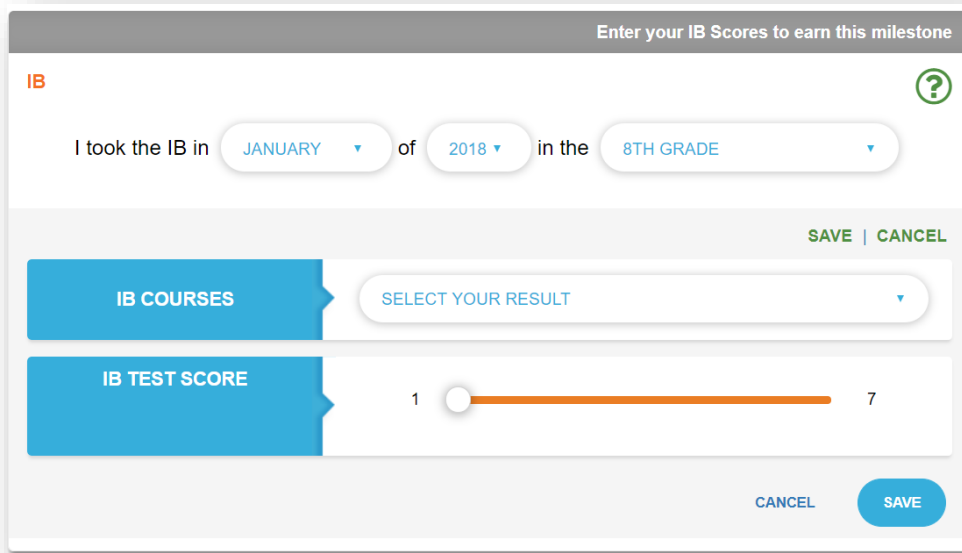 Enter your IB Scores to earn this milestone
IB
?
I took the IB in JANUARY of 2018 in the 8TH GRADE
SAVE | CANCEL
IB COURSES SELECT YOUR RESULT
IB TEST SCORE
1 7
CANCEL SAVE